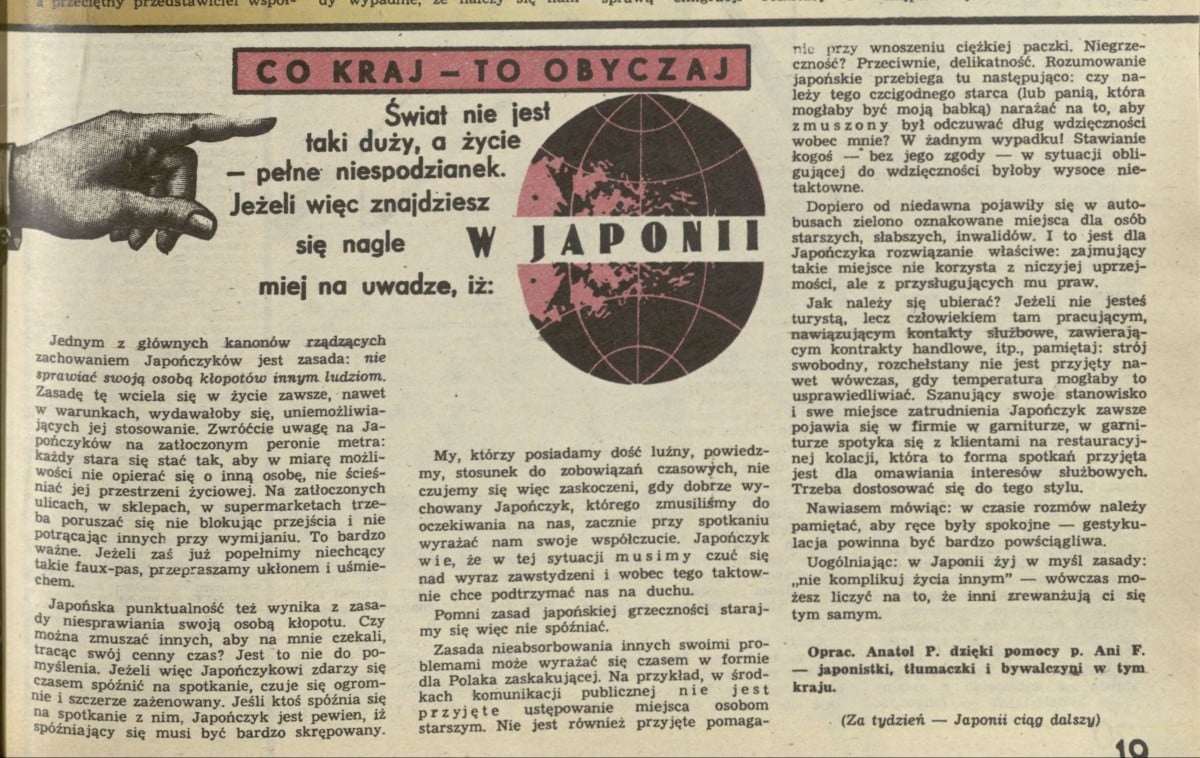 a przeciętny przedstawiciel współ-
dy wypadnie, że należy się nam
CO KRAJ – TO OBYCZAJ
Świat nie jest
taki duży, a życie
– pełne niespodzianek.
Jeżeli więc znajdziesz
się nagle W JAPONII
miej na uwadze, iż:
Jednym z głównych kanonów rządzących
zachowaniem Japończyków jest zasada: nie
sprawiać swoją osobą kłopotów innym ludziom.
Zasadę tę wciela się w życie zawsze, nawet
w warunkach, wydawałoby się, uniemożliwia-
jących jej stosowanie. Zwróćcie uwagę na Ja-
pończyków na zatłoczonym peronie metra:
każdy stara się stać tak, aby w miarę możli-
wości nie opierać się o inną osobę, nie ścieś-
niać jej przestrzeni życiowej. Na zatłoczonych
ulicach, w sklepach, w supermarketach trze-
ba poruszać się nie blokując przejścia i nie
potrącając innych przy wymijaniu. To bardzo
ważne. Jeżeli zaś już popełnimy niechcący
takie faux-pas, przepraszamy ukłonem i uśmie-
chem.
Japońska punktualność też wynika z zasa-
dy niesprawiania swoją osobą kłopotu. Czy
można zmuszać innych, aby na mnie czekali,
tracąc swój cenny czas? Jest to nie do po-
myślenia. Jeżeli więc Japończykowi zdarzy się
czasem spóźnić na spotkanie, czuje się ogrom-
nie i szczerze zażenowany. Jeśli ktoś spóźnia się
na spotkanie z nim, Japończyk jest pewien, iż
spóźniający się musi być bardzo skrępowany.
My, którzy posiadamy dość luźny, powiedz-
my, stosunek do zobowiązań czasowych, nie
czujemy się więc zaskoczeni, gdy dobrze wy-
chowany Japończyk, którego zmusiliśmy do
oczekiwania na nas, zacznie przy spotkaniu
wyrażać nam swoje współczucie. Japończyk
wie, że w tej sytuacji musimy czuć się
nad wyraz zawstydzeni i wobec tego taktow-
nie chce podtrzymać nas na duchu.
Pomni zasad japońskiej grzeczności staraj-
my się więc nie spóźniać.
Zasada nieabsorbowania innych swoimi pro-
blemami może wyrażać się czasem w formie
dla Polaka zaskakującej. Na przykład, w środ-
kach komunikacji publicznej nie jest
przyjęte ustępowanie miejsca osobom
starszym. Nie jest również przyjęte pomaga-
nie przy wnoszeniu ciężkiej paczki. Niegrze-
czność? Przeciwnie, delikatność. Rozumowanie
japońskie przebiega tu następująco: czy na-
leży tego czcigodnego starca (lub panią, która
mogłaby być moją babką) narażać na to, aby
zmuszony był odczuwać dług wdzięczności
wobec mnie? W żadnym wypadku! Stawianie
kogoś — bez jego zgody — w sytuacji obli-
gującej do wdzięczności byłoby wysoce nie-
taktowne.
Dopiero od niedawna pojawiły się w auto-
busach zielono oznakowane miejsca dla osób
starszych, słabszych, inwalidów. I to jest dla
Japończyka rozwiązanie właściwe: zajmujący
takie miejsce nie korzysta z niczyjej uprzej-
mości, ale z przysługujących mu praw.
Jak należy się ubierać? Jeżeli nie jesteś
turystą, lecz człowiekiem tam pracującym,
nawiązującym kontakty służbowe, zawierają-
cym kontrakty handlowe, itp., pamiętaj: strój
swobodny, rozchełstany nie jest przyjęty na-
wet wówczas, gdy temperatura mogłaby to
usprawiedliwiać. Szanujący swoje stanowisko
i swe miejsce zatrudnienia Japończyk zawsze
pojawia się w firmie w garniturze, w garni-
turze spotyka się z klientami na restauracyj-
nej kolacji, która to forma spotkań przyjęta
jest dla omawiania interesów służbowych.
Trzeba dostosować się do tego stylu.
Nawiasem mówiąc: w czasie rozmów należy
pamiętać, aby ręce były spokojne — gestyku-
lacja powinna być bardzo powściągliwa.
Uogólniając: w Japonii żyj w myśl zasady:
„nie komplikuj życia innym” — wówczas mo-
żesz liczyć na to, że inni zrewanżują ci się
tym samym.
Oprac. Anatol P. dzięki pomocy p. Ani F.
— japonistki, tłumaczki i bywalczyni w tym
kraju.
(Za tydzień — Japonii ciąg dalszy)
19